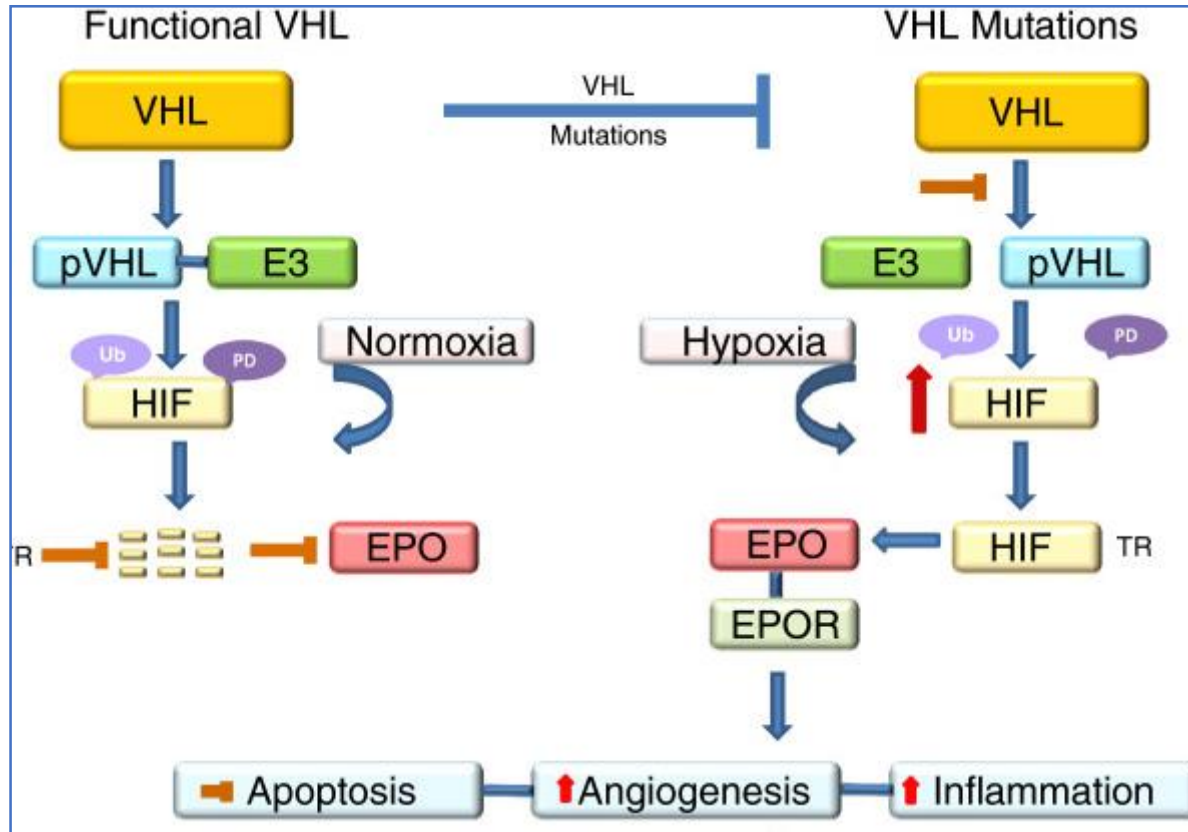 Functional VHL
VHL Mutations
VHL
VHL
Mutations
VHL
pVHL
E3
E3
pVHL
Ub
PD
Normoxia
Hypoxia
Ub
PD
HIF
HIF
EPO
EPO
HIF
TR
EPOR
Apoptosis
Angiogenesis
Inflammation